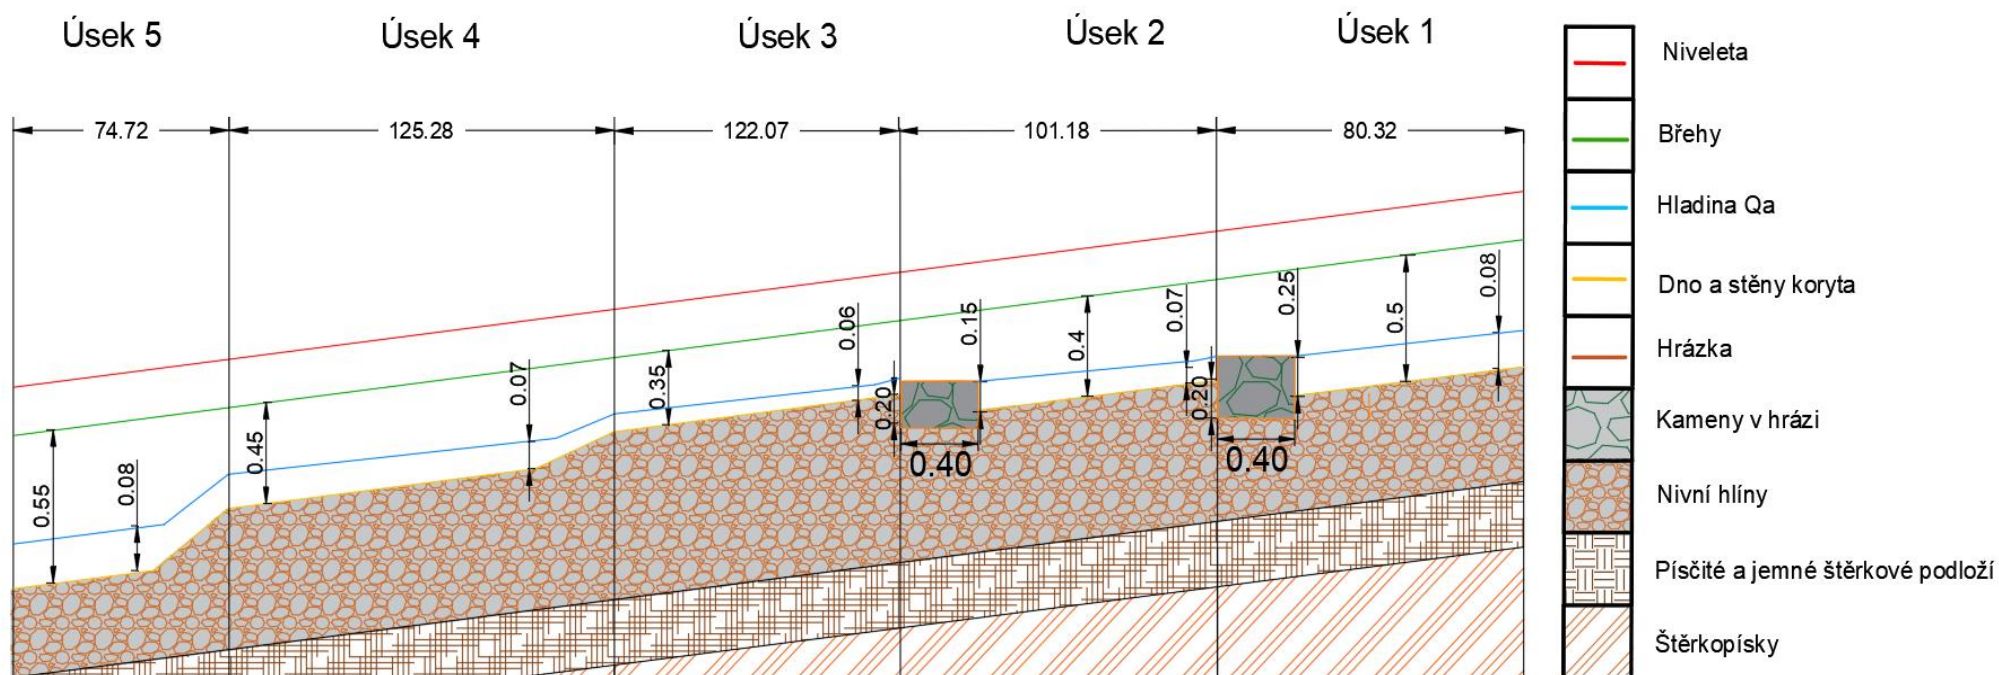 Úsek 5
Úsek 4
Úsek 3
Úsek 2
Úsek 1
74.72
125.28
122.07
101.18
80.32
0.55
0.08
0.45
0.07
0.35
0.06
0.20
0.15
0.40
0.4
0.07
0.20
0.25
0.40
0.5
0.08
Niveleta
Břehy
Hladina Qa
Dno a stěny koryta
Hrázka
Kameny v hrázi
Nivní hlíny
Písčité a jemné štěrkové podloží
Štěrkopísky